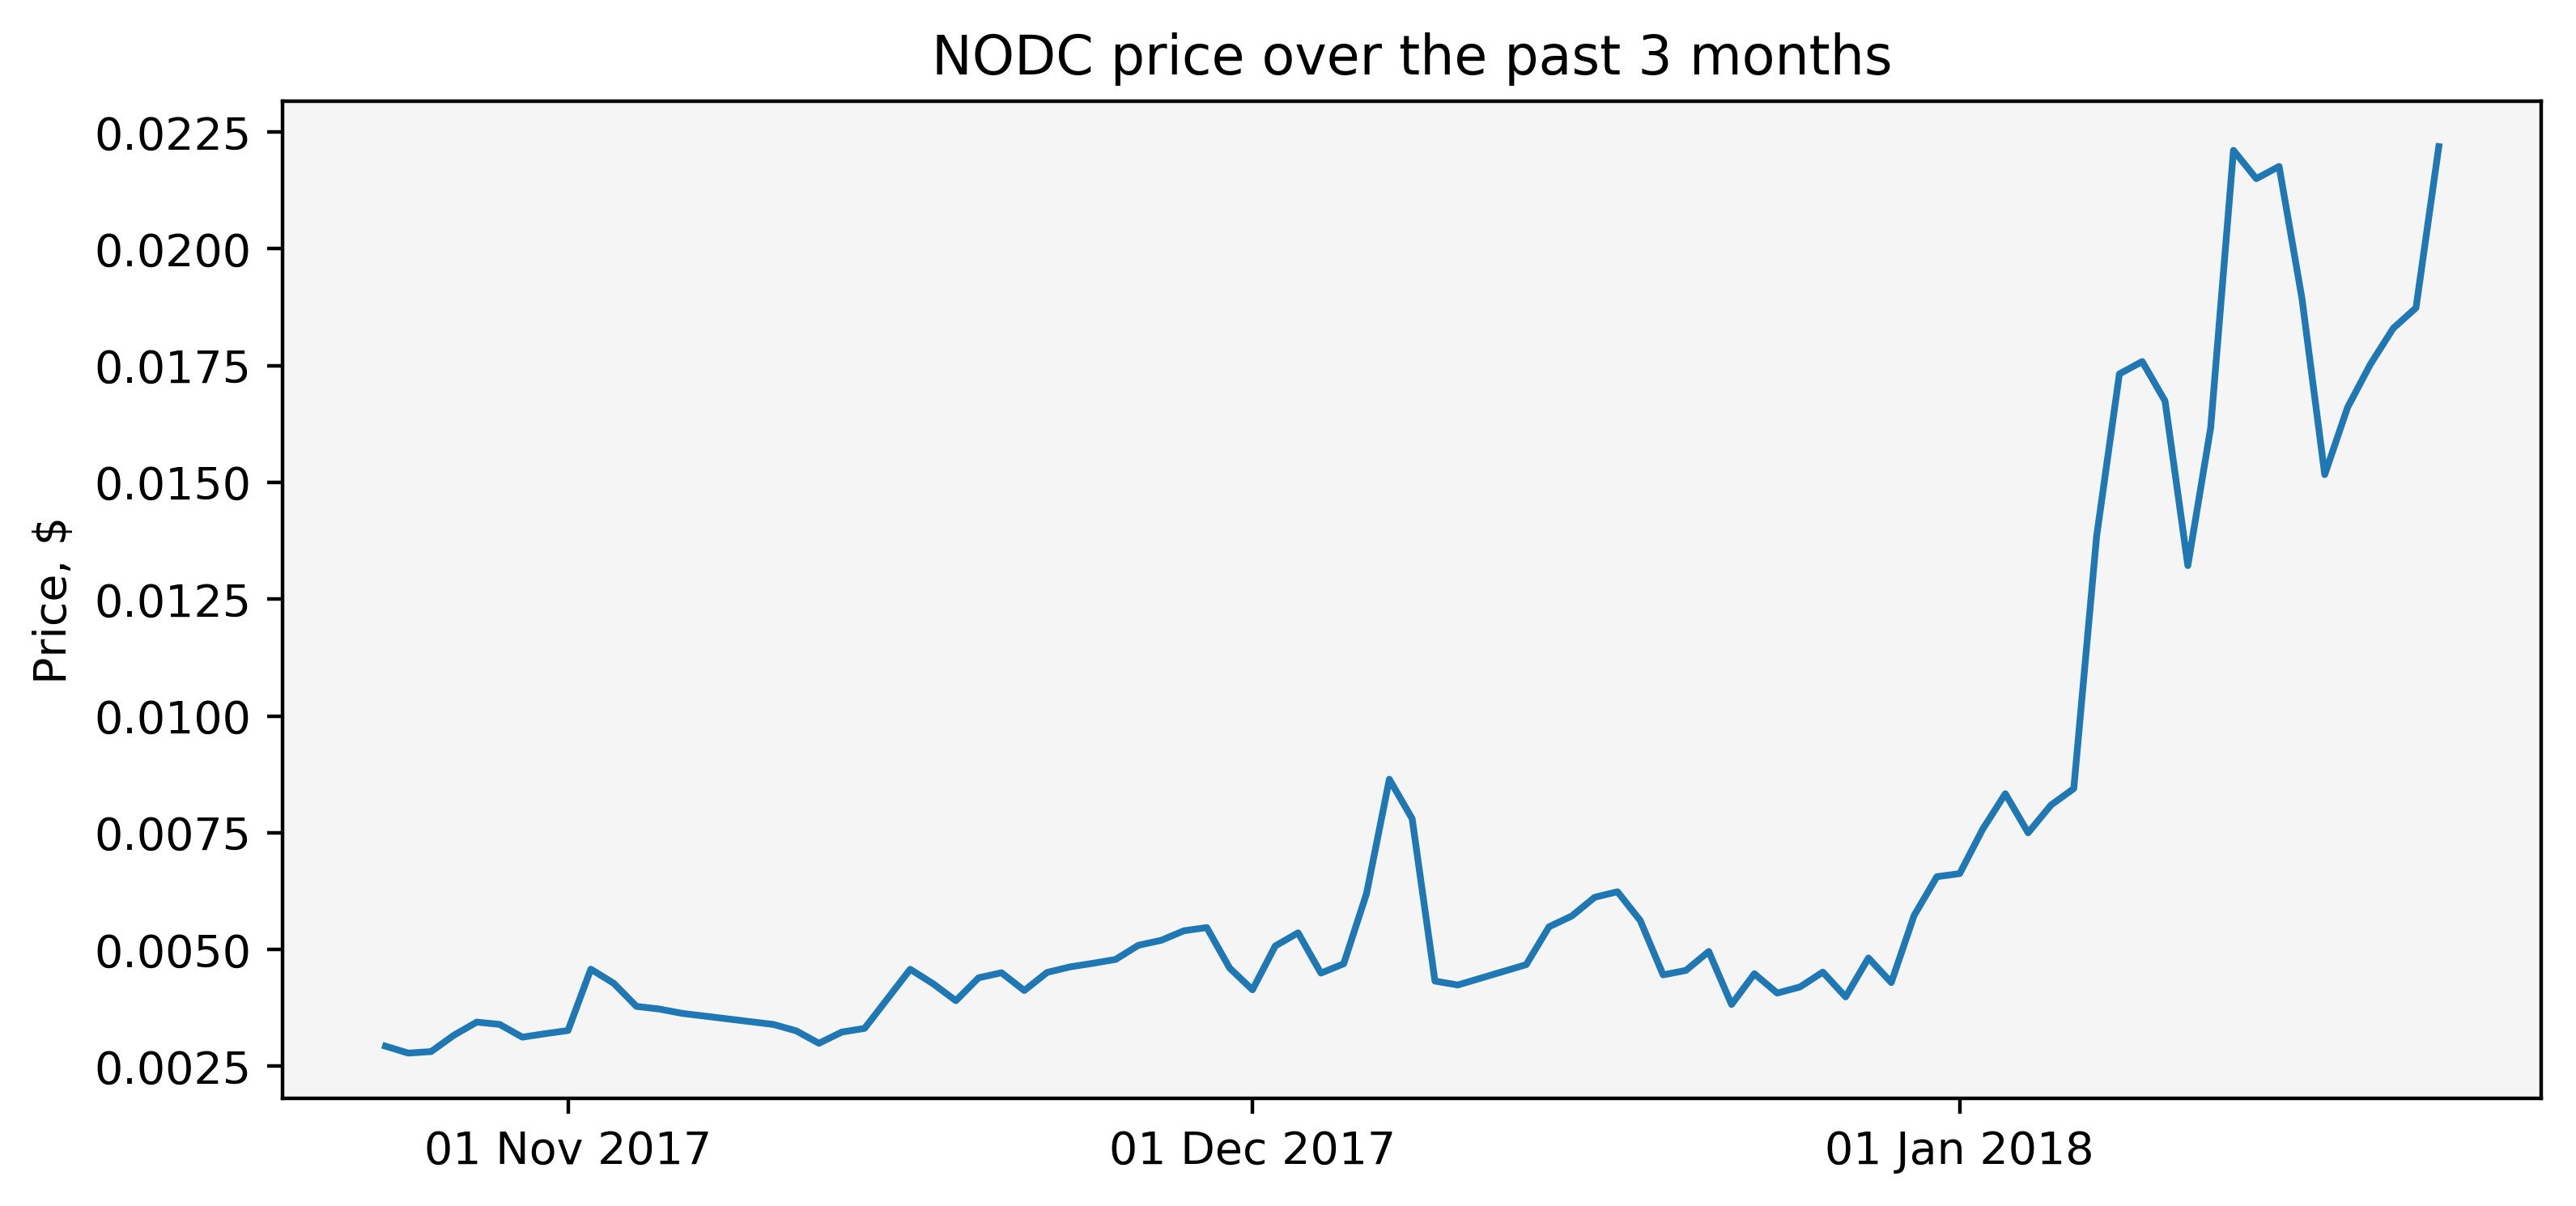 NODC price over the past 3 months
Price, $
0.0225
0.0200
0.0175
0.0150
0.0125
0.0100
0.0075
0.0050
0.0025
01 Nov 2017
01 Dec 2017
01 Jan 2018